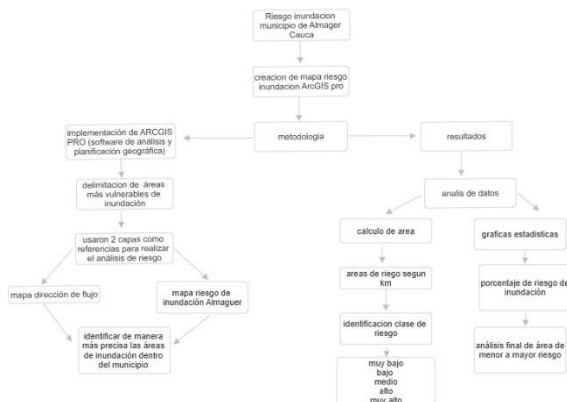 Riesgo inundacion
municipio de Almager
Cauca
creacion de mapa riesgo
inundacion ArcGIS pro
implementación de ARCGIS
PRO (software de análisis y
planificación geográfica)
metodologia
resultados
delimitacion de áreas
más vulnerables de
inundación
usaron 2 capas como
referencias para realizar
el análisis de riesgo
mapa dirección de flujo
mapa riesgo de
inundación Almaguer
identificar de manera
más precisa las áreas
de inundación dentro
del municipio
analis de datos
calculo de area
graficas estadisticas
areas de riego segun
km
identificacion clase de
riesgo
muy bajo
bajo
medio
alto
muy alto
porcentaje de riesgo de
inundación
análisis final de área de
menor a mayor riesgo